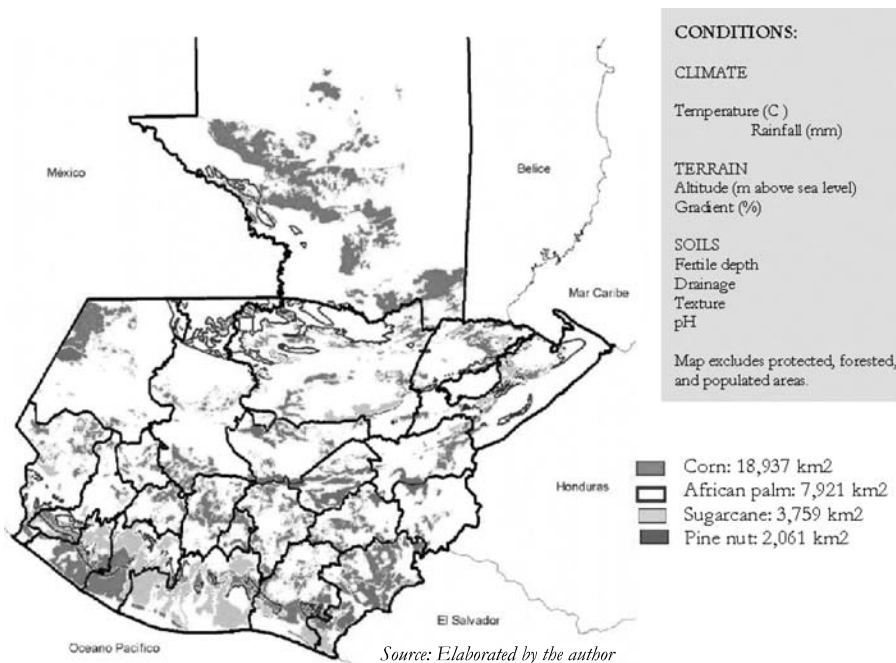 CONDITIONS:
CLIMATE
Temperature (C )
Rainfall (mm)
TERRAIN
Altitude (m above sea level)
Gradient (%)
SOILS
Fertile depth
Drainage
Texture
pH
Map excludes protected, forested,
and populated areas.
México
Belice
Mar Caribe
Honduras
El Salvador
Oceano Pacífico
Corn: 18,937 km2
African palm: 7,921 km2
Sugarcane: 3,759 km2
Pine nut: 2,061 km2
Source: Elaborated by the author